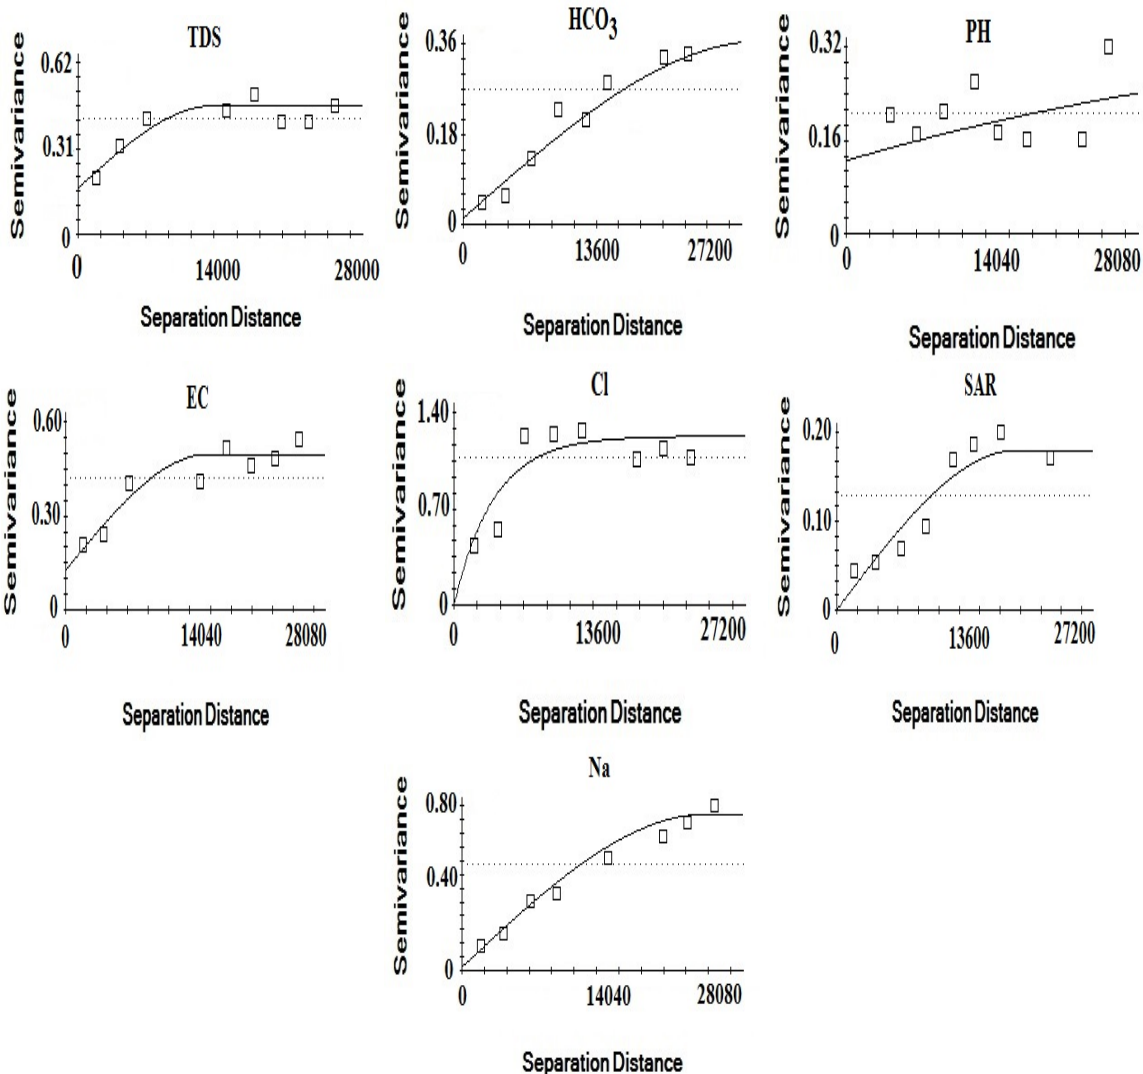 TDS
Semivariance
0.62
0.31
0
0 14000 28000
Separation Distance
HCO3
Semivariance
0.36
0.18
0
0 13600 27200
Separation Distance
PH
Semivariance
0.32
0.16
0
0 14040 28080
Separation Distance
EC
Semivariance
0.60
0.30
0
0 14040 28080
Separation Distance
Cl
Semivariance
1.40
0.70
0
0 13600 27200
Separation Distance
SAR
Semivariance
0.20
0.10
0
0 13600 27200
Separation Distance
Na
Semivariance
0.80
0.40
0
0 14040 28080
Separation Distance